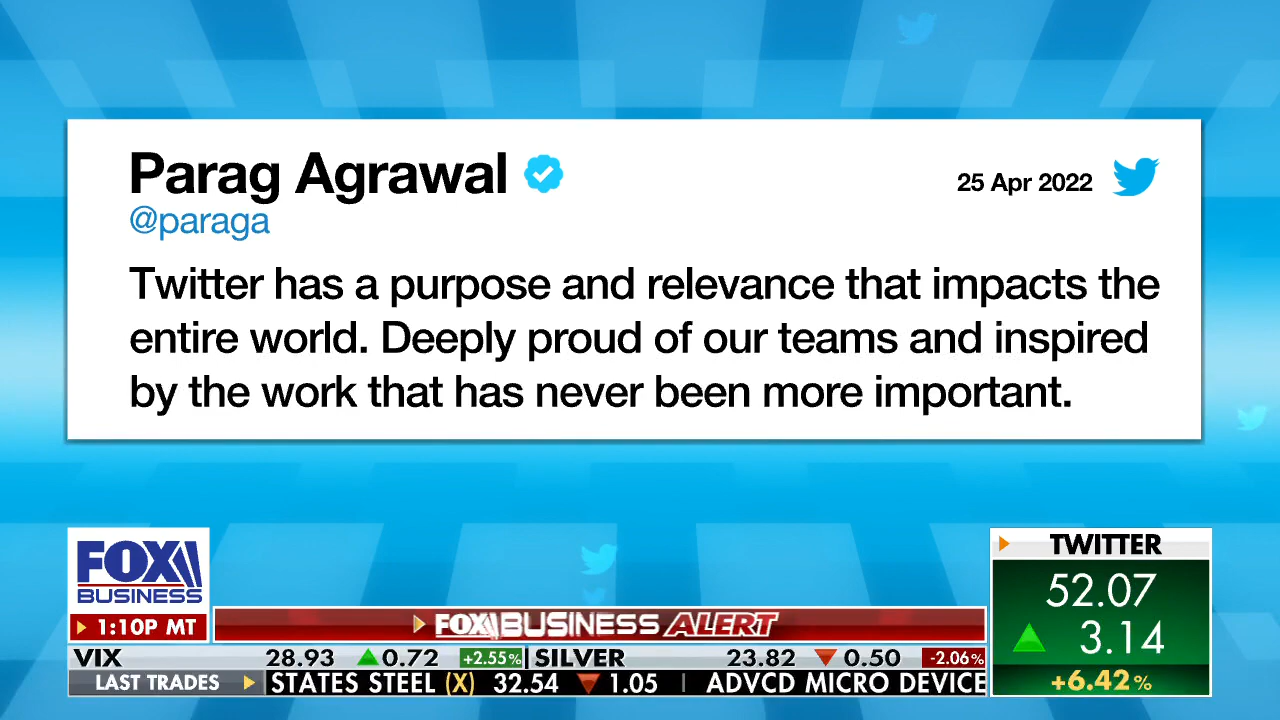 Parag Agrawal
25 Apr 2022
@paraga
Twitter has a purpose and relevance that impacts the
entire world. Deeply proud of our teams and inspired
by the work that has never been more important.
FOX
BUSINESS
1:10P MT
FOX BUSINESS ALERT
VIX 28.93 0.72 +2.55% SILVER 23.82 0.50 -2.06%
LAST TRADES STATES STEEL (X) 32.54 1.05 ADVCD MICRO DEVICE
TWITTER
52.07
3.14
+6.42%